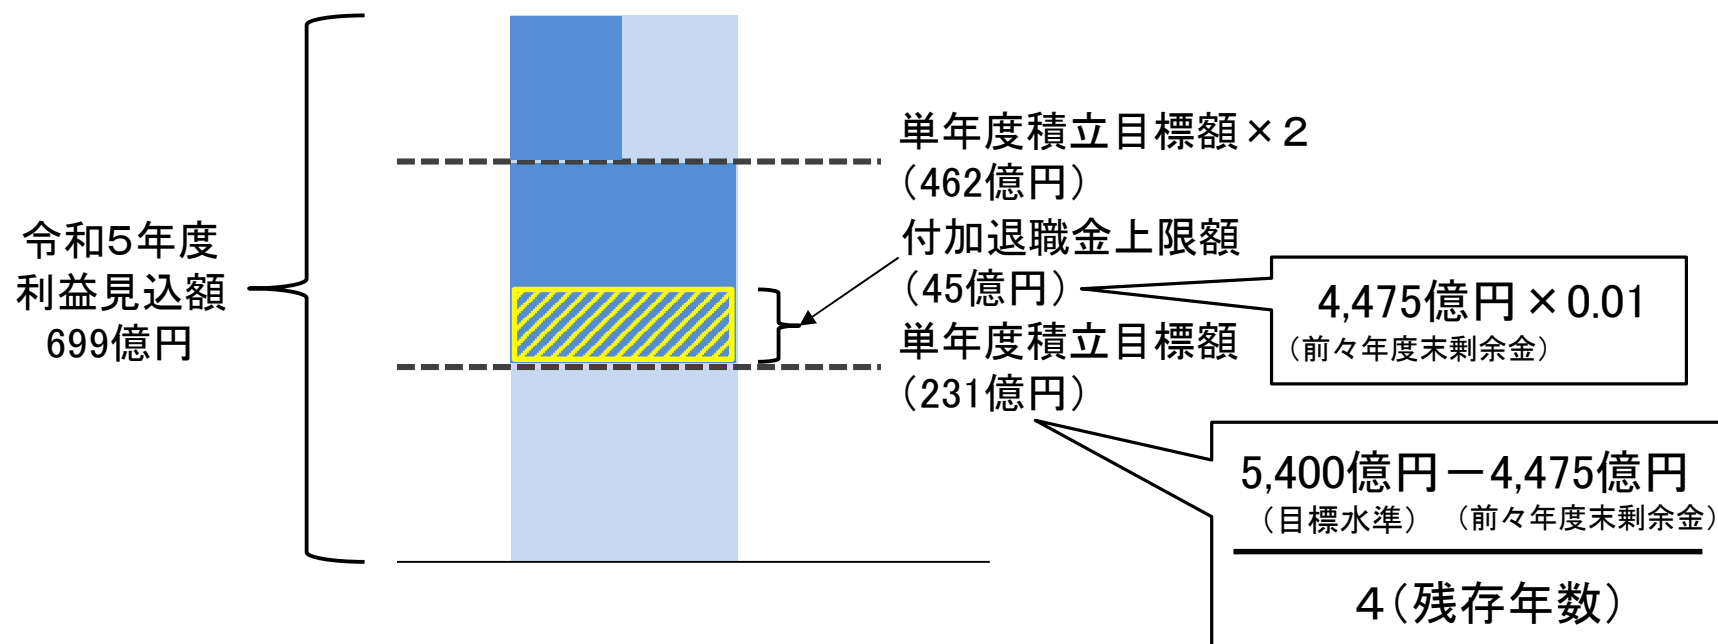 令和５年度
利益見込額
699億円
単年度積立目標額×２
（462億円）
付加退職金上限額
（45億円）
単年度積立目標額
（231億円）
4,475億円×0.01
（前々年度末剰余金）
5,400億円－4,475億円
（目標水準）（前々年度末剰余金）
４（残存年数）